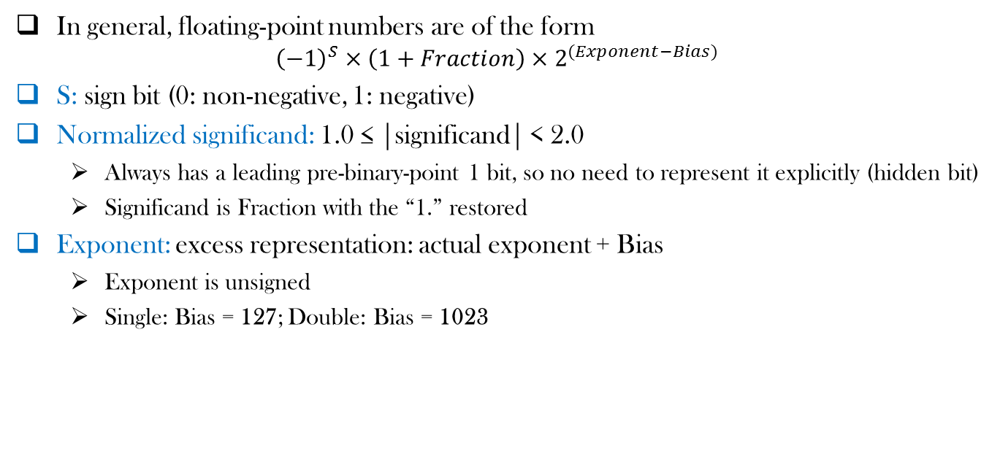 In general, floating-point numbers are of the form
(−1)^S × (1 + Fraction) × 2^(Exponent−Bias)
S: sign bit (0: non-negative, 1: negative)
Normalized significand: 1.0 ≤ |significand| < 2.0
Always has a leading pre-binary-point 1 bit, so no need to represent it explicitly (hidden bit)
Significand is Fraction with the “1.” restored
Exponent: excess representation: actual exponent + Bias
Exponent is unsigned
Single: Bias = 127; Double: Bias = 1023